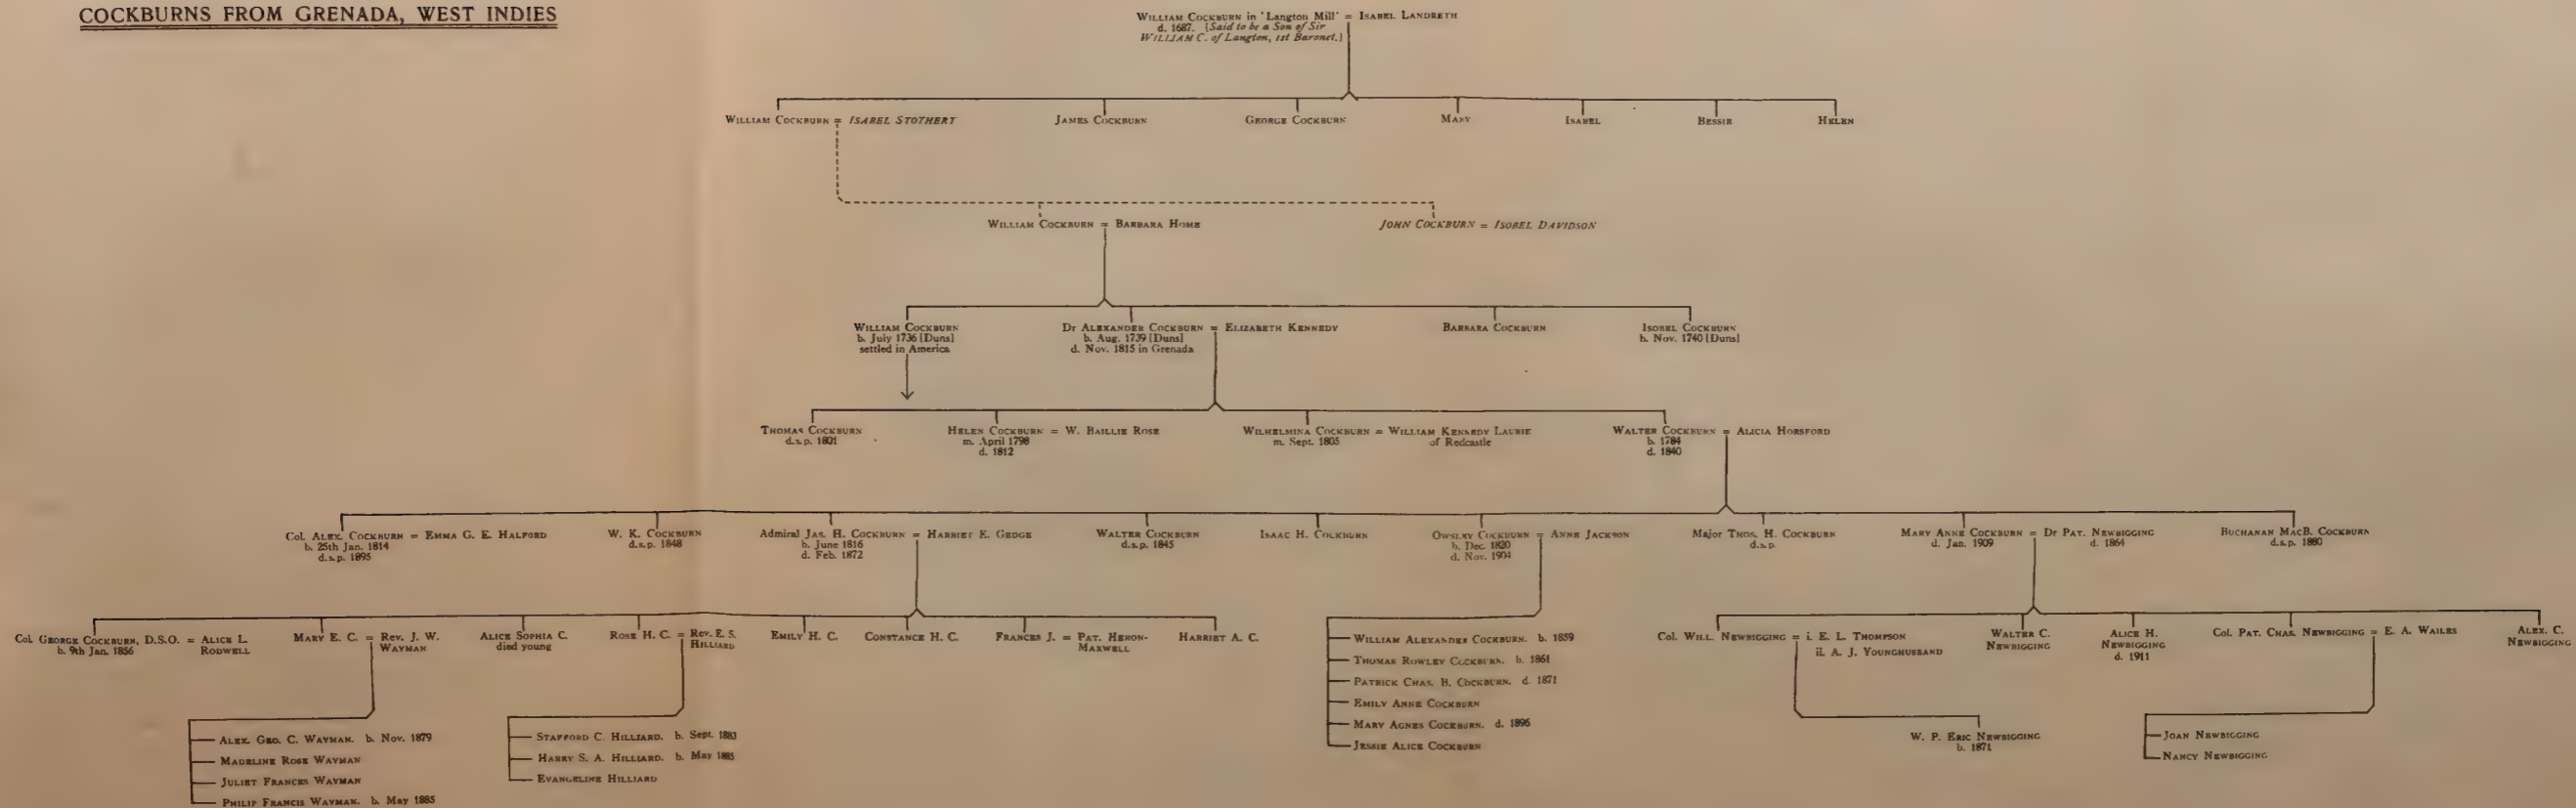 COCKBURNS FROM GRENADA, WEST INDIES
WILLIAM COCKBURN in 'Langton Mill' = ISABEL LANDRETH
d. 1687. [Said to be a Son of Sir
WILLIAM C. of Langton, 1st Baronet.]
WILLIAM COCKBURN = ISABEL STOTHERT
JAMES COCKBURN
GEORGE COCKBURN
MARY
ISABEL
BESSIE
HELEN
WILLIAM COCKBURN = BARBARA HOME
JOHN COCKBURN = ISOBEL DAVIDSON
WILLIAM COCKBURN
b. July 1736 [Duns]
settled in America
Dr ALEXANDER COCKBURN = ELIZABETH KENNEDY
b. Aug. 1739 [Duns]
d. Nov. 1815 in Grenada
BARBARA COCKBURN
ISOBEL COCKBURN
b. Nov. 1740 [Duns]
THOMAS COCKBURN
d.s.p. 1801
HELEN COCKBURN = W. BAILLIE ROSE
m. April 1798
d. 1812
WILHELMINA COCKBURN = WILLIAM KENNEDY LAURIE
m. Sept. 1805 of Redcastle
WALTER COCKBURN = ALICIA HORSFORD
b. 1784
d. 1840
Col. ALEX. COCKBURN = EMMA G. E. HALFORD
b. 25th Jan. 1814
d.s.p. 1895
W. K. COCKBURN
d.s.p. 1848
Admiral JAS. H. COCKBURN = HARRIET E. GEDGE
b. June 1816
d. Feb. 1872
WALTER COCKBURN
d.s.p. 1845
ISAAC H. COCKBURN
OWSLEY COCKBURN = ANNE JACKSON
b. Dec. 1820
d. Nov. 1904
Major THOS. H. COCKBURN
d.s.p.
MARY ANNE COCKBURN = Dr PAT. NEWBIGGING
d. Jan. 1909 d. 1864
BUCHANAN MACB. COCKBURN
d.s.p. 1880
Col. GEORGE COCKBURN, D.S.O. = ALICE L.
b. 9th Jan. 1856 RODWELL
MARY E. C. = REV. J. W.
WAYMAN
ALICE SOPHIA C.
died young
ROSE H. C. = REV. E. S.
HILLIARD
EMILY H. C.
CONSTANCE H. C.
FRANCES J. = PAT. HERON-
MAXWELL
HARRIET A. C.
WILLIAM ALEXANDER COCKBURN. b. 1859
THOMAS ROWLEY COCKBURN. b. 1861
PATRICK CHAS. H. COCKBURN. d. 1871
EMILY ANNE COCKBURN
MARY AGNES COCKBURN. d. 1896
JESSIE ALICE COCKBURN
Col. WILL. NEWBIGGING = i. E. L. THOMPSON
ii. A. J. YOUNGHUSBAND
WALTER C.
NEWBIGGING
ALICE H.
NEWBIGGING
d. 1911
Col. PAT. CHAS. NEWBIGGING = E. A. WAILES
ALEX. C.
NEWBIGGING
ALEX. GEO. C. WAYMAN. b. Nov. 1879
MADELINE ROSE WAYMAN
JULIET FRANCES WAYMAN
PHILIP FRANCIS WAYMAN. b. May 1885
STAFFORD C. HILLIARD. b. Sept. 1883
HARRY S. A. HILLIARD. b. May 1885
EVANGELINE HILLIARD
W. P. ERIC NEWBIGGING
b. 1871
JOAN NEWBIGGING
NANCY NEWBIGGING